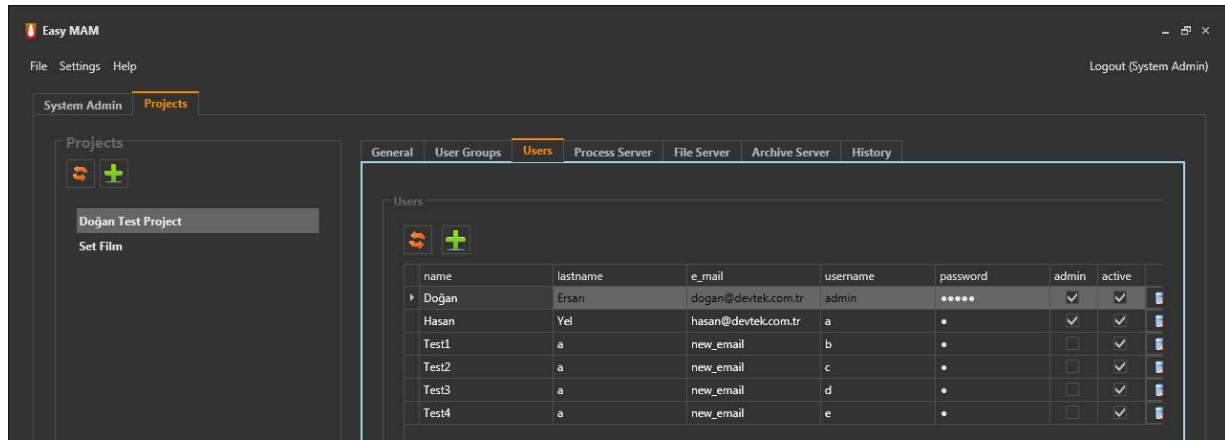 Easy MAM
File Settings Help
Logout (System Admin)
System Admin Projects
Projects
General User Groups Users Process Server File Server Archive Server History
Users
Doğan Test Project
Set Film
name lastname e_mail username password admin active
Doğan Ersarı dogan@devtek.com.tr admin •••••
Hasan Yel hasan@devtek.com.tr a •
Test1 a new_email b •
Test2 a new_email c •
Test3 a new_email d •
Test4 a new_email e •